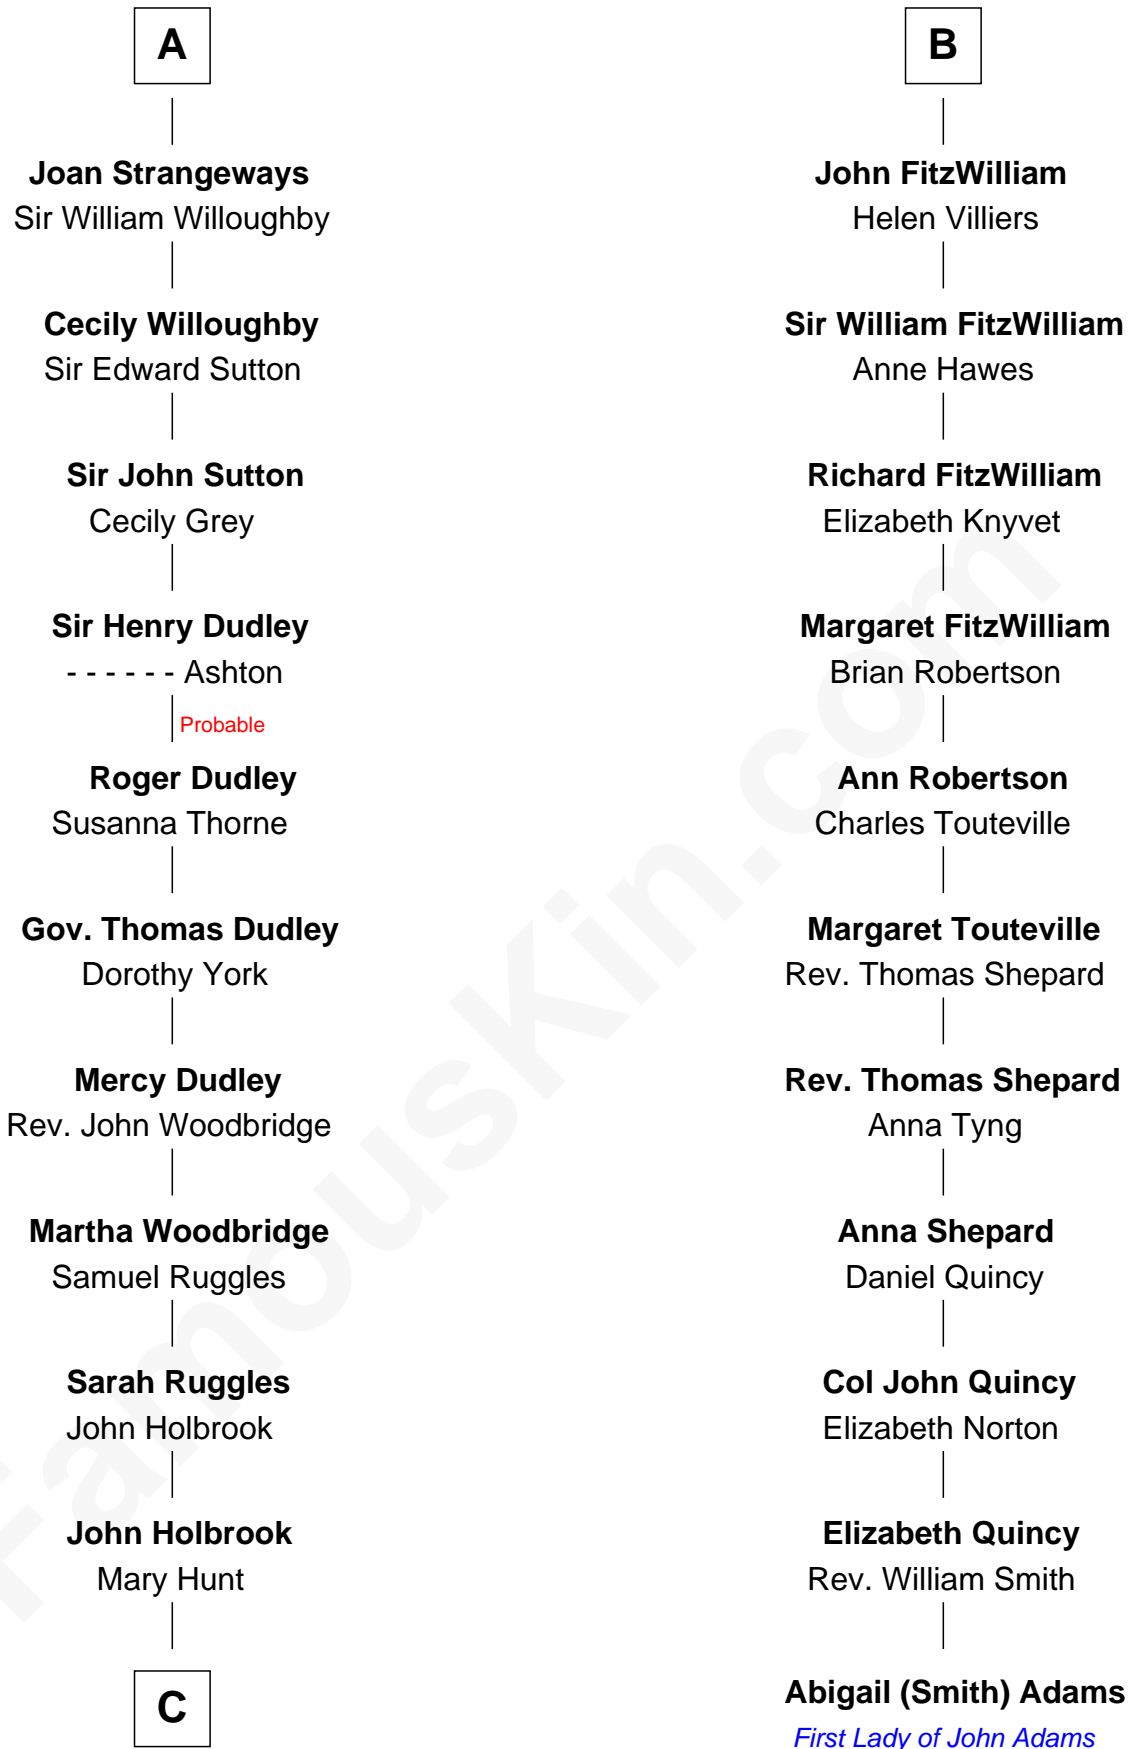 A
Joan Strangeways
Sir William Willoughby
Cecily Willoughby
Sir Edward Sutton
Sir John Sutton
Cecily Grey
Sir Henry Dudley
- - - - - - Ashton
Probable
Roger Dudley
Susanna Thorne
Gov. Thomas Dudley
Dorothy York
Mercy Dudley
Rev. John Woodbridge
Martha Woodbridge
Samuel Ruggles
Sarah Ruggles
John Holbrook
John Holbrook
Mary Hunt
C
B
John FitzWilliam
Helen Villiers
Sir William FitzWilliam
Anne Hawes
Richard FitzWilliam
Elizabeth Knyvet
Margaret FitzWilliam
Brian Robertson
Ann Robertson
Charles Touteville
Margaret Touteville
Rev. Thomas Shepard
Rev. Thomas Shepard
Anna Tyng
Anna Shepard
Daniel Quincy
Col John Quincy
Elizabeth Norton
Elizabeth Quincy
Rev. William Smith
Abigail (Smith) Adams
First Lady of John Adams
FamousKin.com